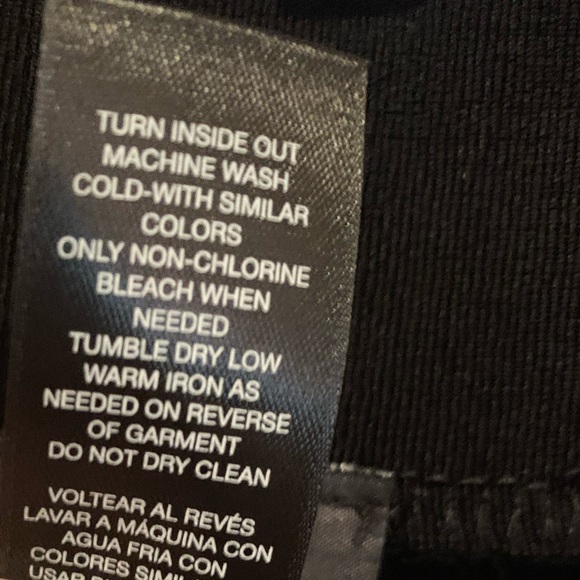 TURN INSIDE OUT
MACHINE WASH
COLD-WITH SIMILAR
COLORS
ONLY NON-CHLORINE
BLEACH WHEN
NEEDED
TUMBLE DRY LOW
WARM IRON AS
NEEDED ON REVERSE
OF GARMENT
DO NOT DRY CLEAN
VOLTEAR AL REVÉS
LAVAR A MÁQUINA CON
AGUA FRIA CON
COLORES
USAR